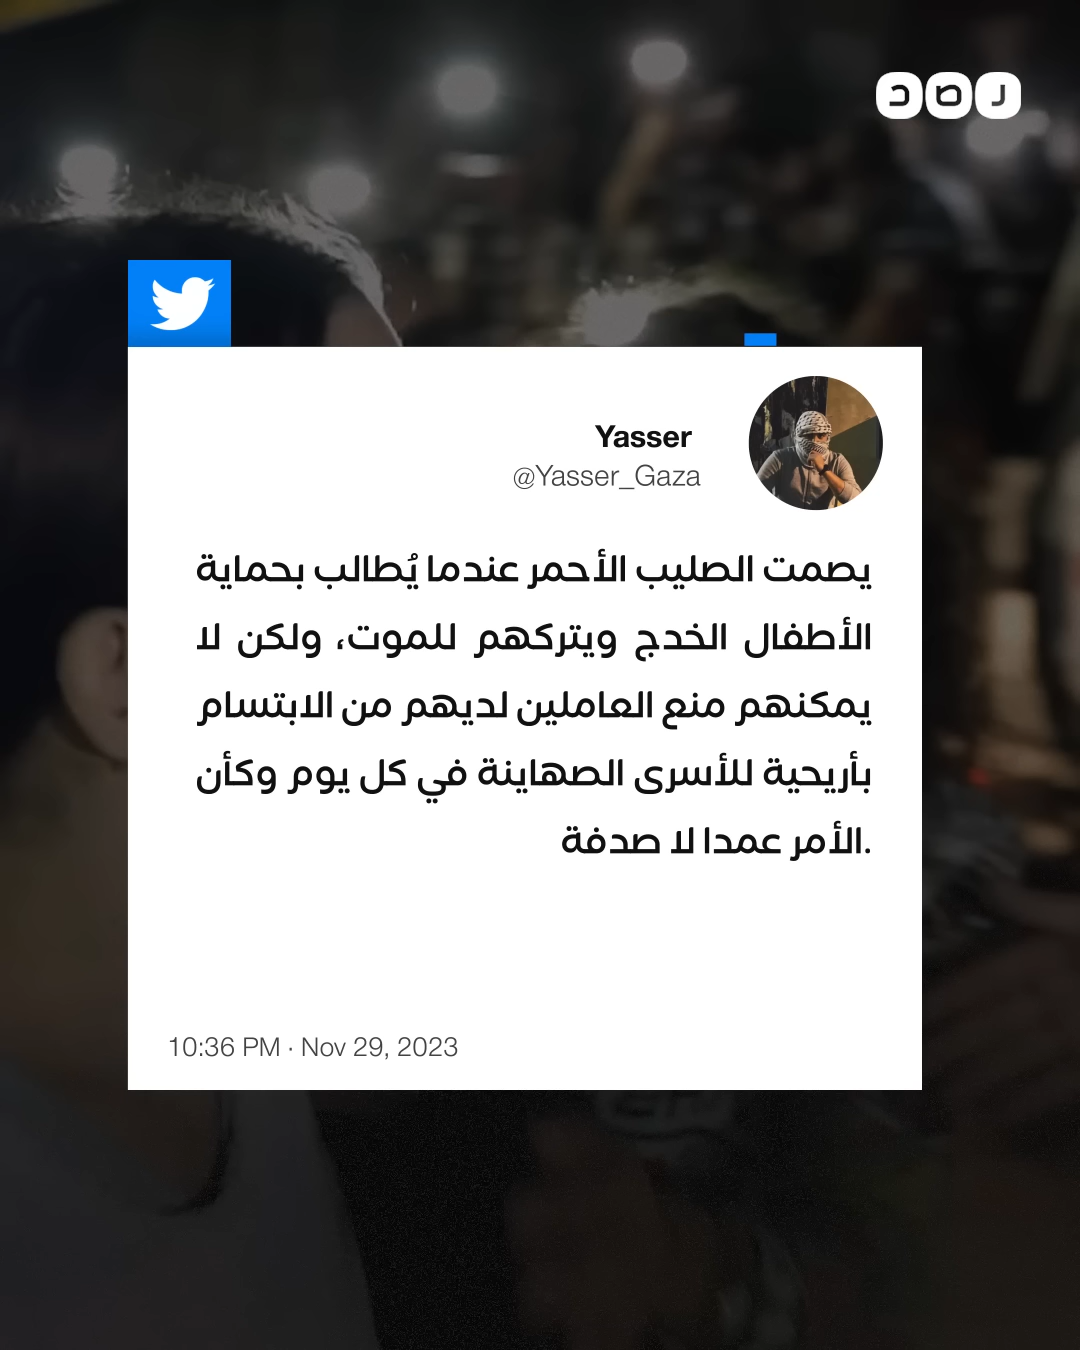 رصد
Yasser
@Yasser_Gaza
يصمت الصليب الأحمر عندما يُطالب بحماية
الأطفال الخدج ويتركهم للموت، ولكن لا
يمكنهم منع العاملين لديهم من الابتسام
بأريحية للأسرى الصهاينة في كل يوم وكأن
.الأمر عمدا لا صدفة
10:36 PM · Nov 29, 2023